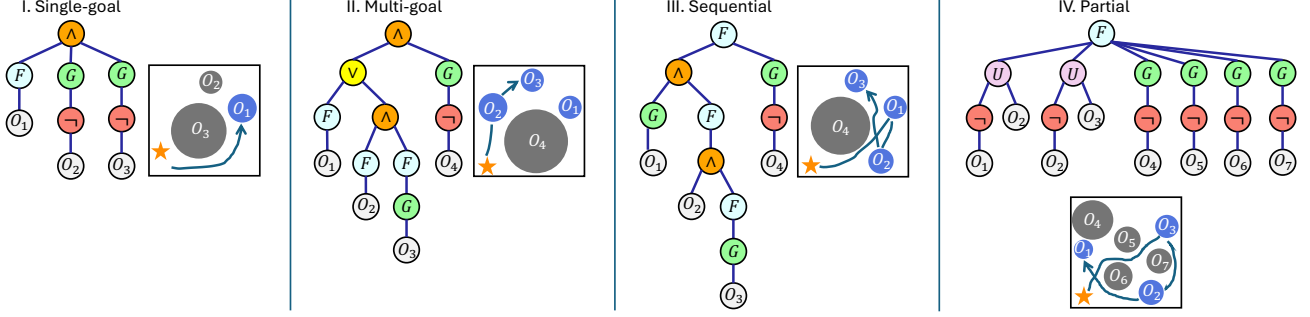 I. Single-goal
∧
F G G
O₁ ¬ ¬
O₂ O₃
O₂
O₁
O₃
II. Multi-goal
∧
∨ G
F ∧ ¬
O₁ F F O₄
O₂ G
O₃
O₃
O₂ O₁
O₄
III. Sequential
F
∧ G
G F ¬
O₁ ∧ O₄
O₂ F
G
O₃
O₃
O₁
O₄
O₂
IV. Partial
F
U U G G G G
¬ O₂ ¬ O₃ ¬ ¬ ¬ ¬
O₁ O₂ O₄ O₅ O₆ O₇
O₄
O₃
O₅
O₁
O₇
O₆
O₂